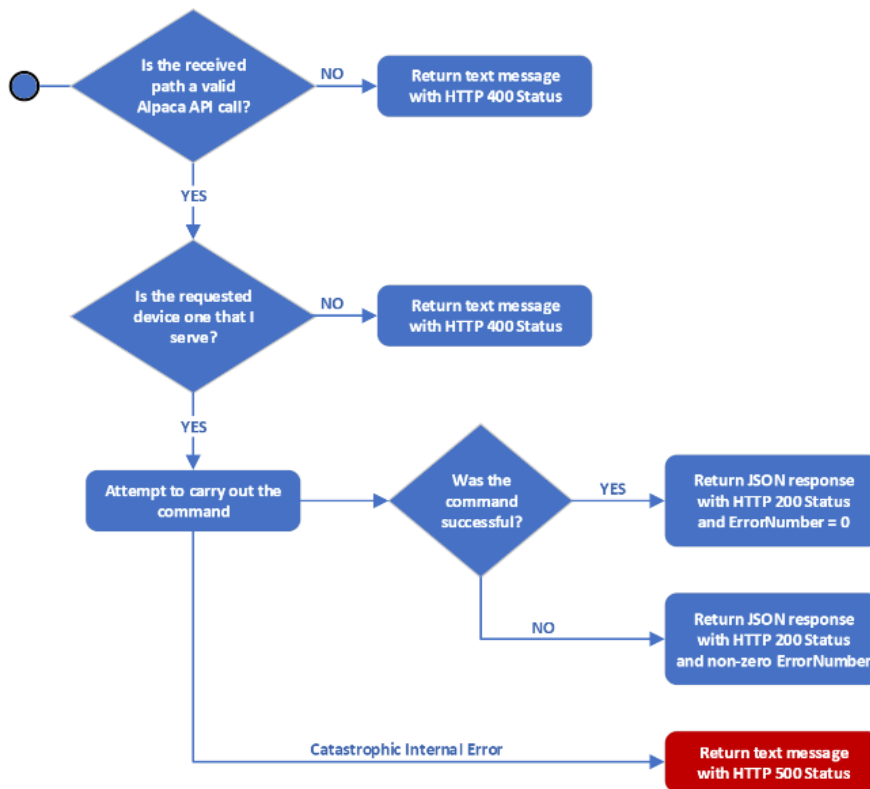 Is the received
path a valid
Alpaca API call?
NO
Return text message
with HTTP 400 Status
YES
Is the requested
device one that I
serve?
NO
Return text message
with HTTP 400 Status
YES
Attempt to carry out the
command
Was the
command
successful?
YES
Return JSON response
with HTTP 200 Status
and ErrorNumber = 0
NO
Return JSON response
with HTTP 200 Status
and non-zero ErrorNumber
Catastrophic Internal Error
Return text message
with HTTP 500 Status